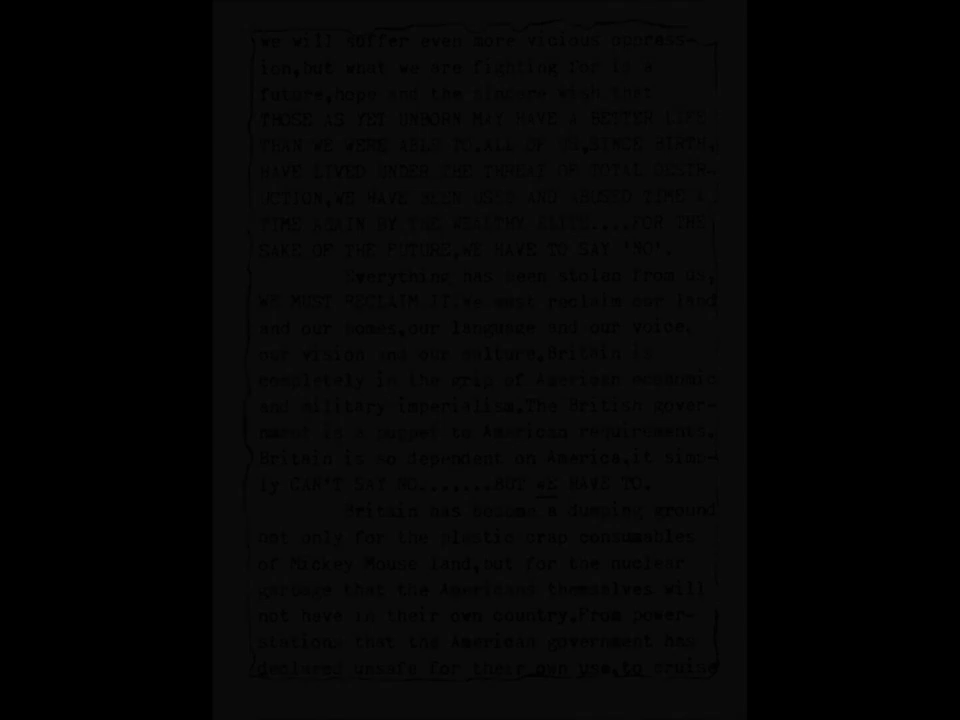 we will suffer even more vicious oppress-
ion,but what we are fighting for is a
future,hope and the sincere wish that
THOSE AS YET UNBORN MAY HAVE A BETTER LIFE
THAN WE WERE ABLE TO.ALL OF US,SINCE BIRTH,
HAVE LIVED UNDER THE THREAT OF TOTAL DESTR-
UCTION,WE HAVE BEEN USED AND ABUSED TIME &
TIME AGAIN BY THE WEALTHY ELITE....FOR THE
SAKE OF THE FUTURE,WE HAVE TO SAY 'NO'.
Everything has been stolen from us,
WE MUST RECLAIM IT!we must reclaim our land
and our homes,our language and our voice,
our vision and our culture,Britain is
completely in the grip of American economic
and military imperialism.The British gover-
nment is a puppet to American requirements.
Britain is so dependent on America,it simp-
ly CAN'T SAY NO.......BUT WE HAVE TO.
Britain has become a dumping ground
not only for the plastic crap consumables
of Mickey Mouse land,but for the nuclear
garbage that the Americans themselves will
not have in their own country.From power-
stations that the American government has
declared unsafe for their own use,to cruise